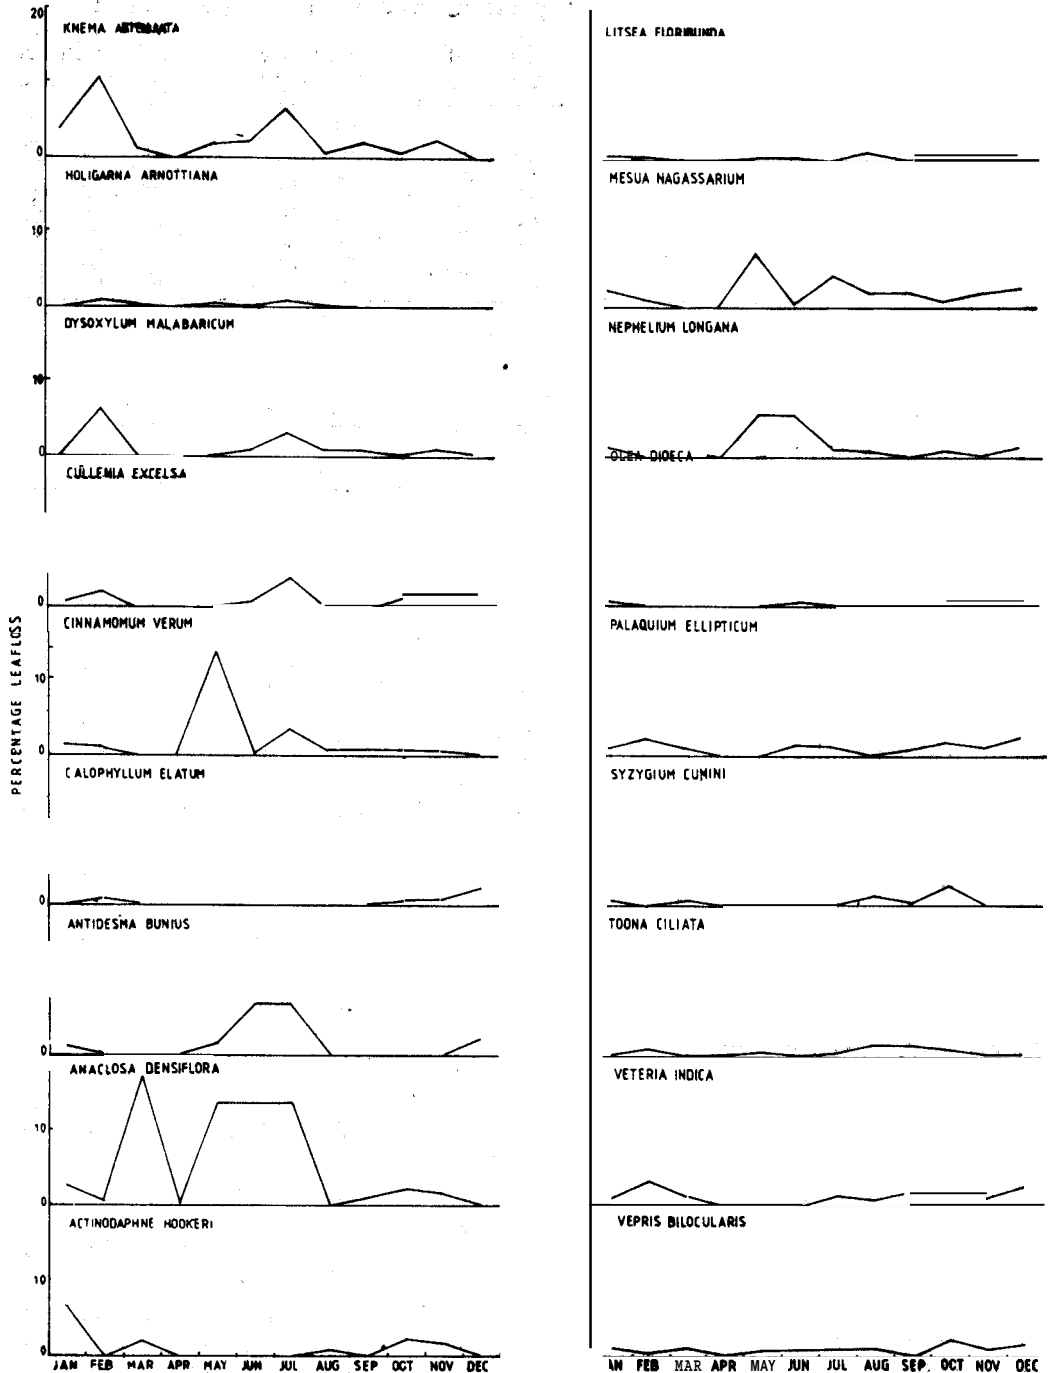 20
KNEMA
0
HOLIGARNA ARNOTTIANA
10
0
DYSOXYLUM MALABARICUM
10
0
CULLENIA EXCELSA
0
CINNAMOMUM VERUM
10
0
CALOPHYLLUM ELATUM
0
ANTIDESMA BUNIUS
0
ANACLOSA DENSIFLORA
10
0
ACTINODAPHNE HOOKERI
10
0
JAN FEB MAR APR MAY JUN JUL AUG SEP OCT NOV DEC
PERCENTAGE LEAFLOSS
LITSEA FLORIBUNDA
MESUA NAGASSARIUM
NEPHELIUM LONGANA
OLEA DIOECA
PALAQUIUM ELLIPTICUM
SYZYGIUM CUMINI
TOONA CILIATA
VETERIA INDICA
VEPRIS BILOCULARIS
AN FEB MAR APR MAY JUN JUL AUG SEP. OCT NOV DEC